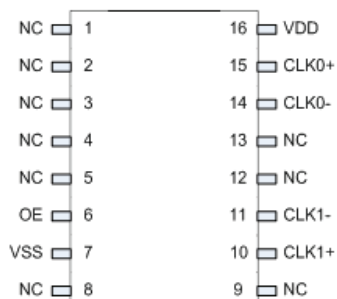 NC 1 16 VDD
NC 2 15 CLK0+
NC 3 14 CLK0-
NC 4 13 NC
NC 5 12 NC
OE 6 11 CLK1-
VSS 7 10 CLK1+
NC 8 9 NC